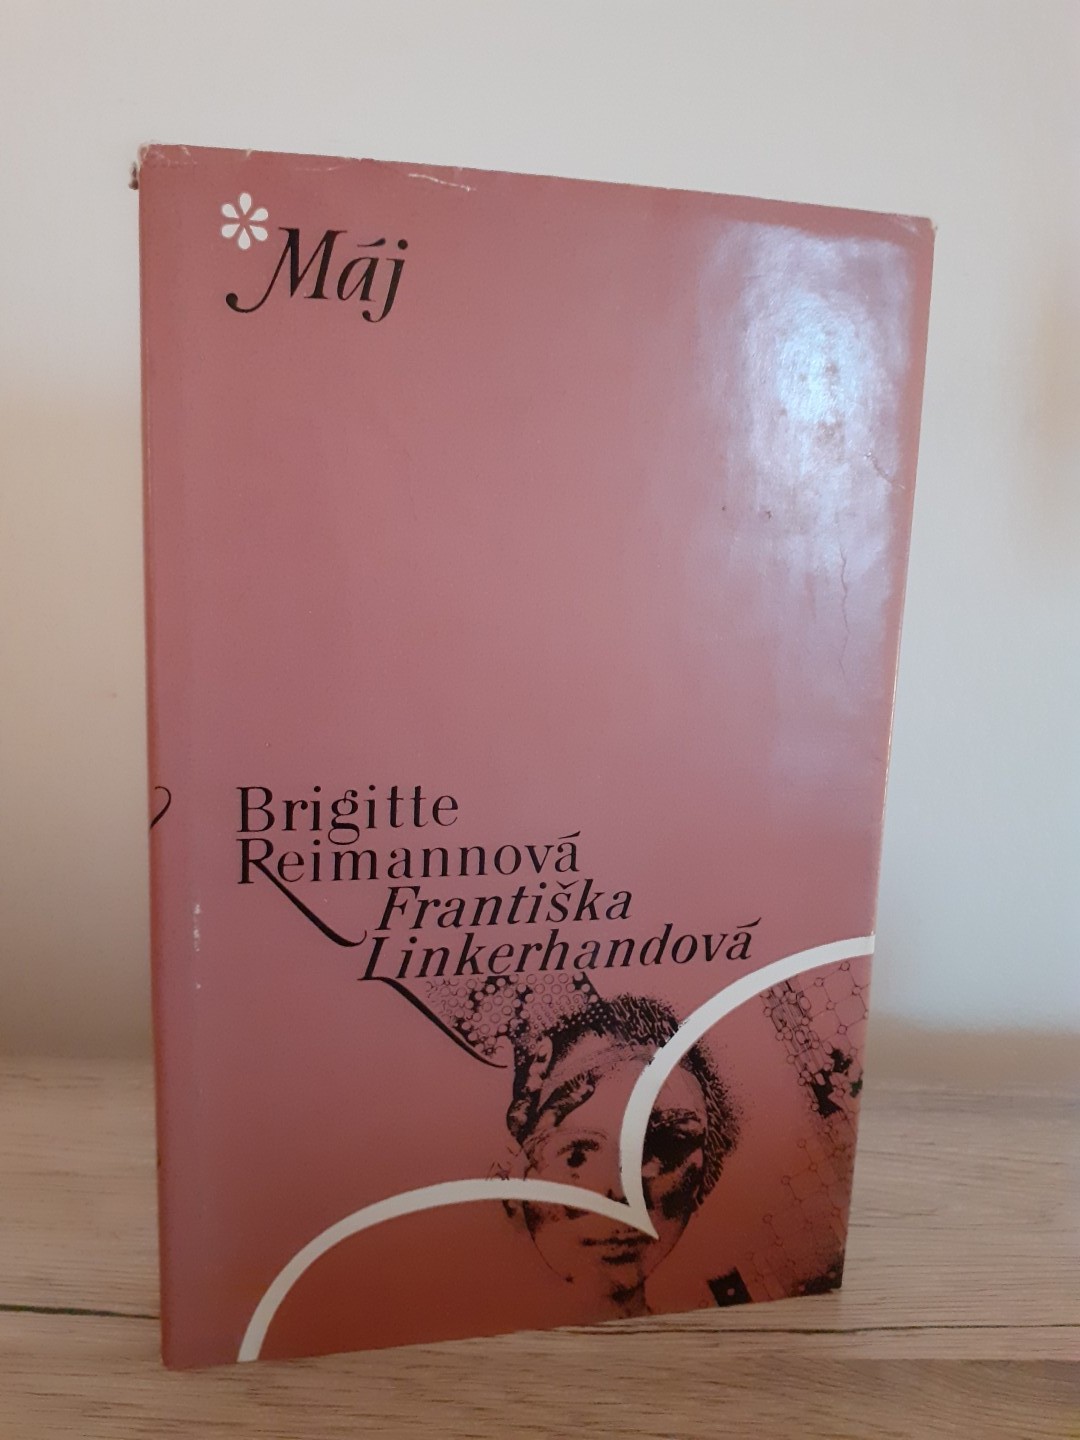 Máj
Brigitte
Reimannová
Františka
Linkerhandová